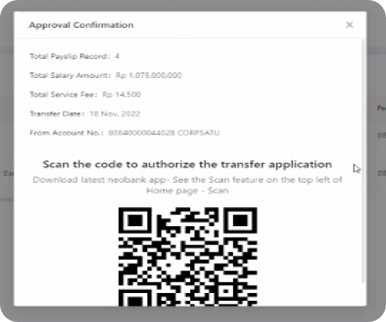 Approval Confirmation
Total Payslip Record: 4
Total Salary Amount: Rp 1,075,000,000
Total Service Fee: Rp 14,500
Transfer Date: 18 Nov, 2022
From Account No.: 88840000044028 CORPSATU
Scan the code to authorize the transfer application
Download latest neobank app- See the Scan feature on the top left of
Home page - Scan